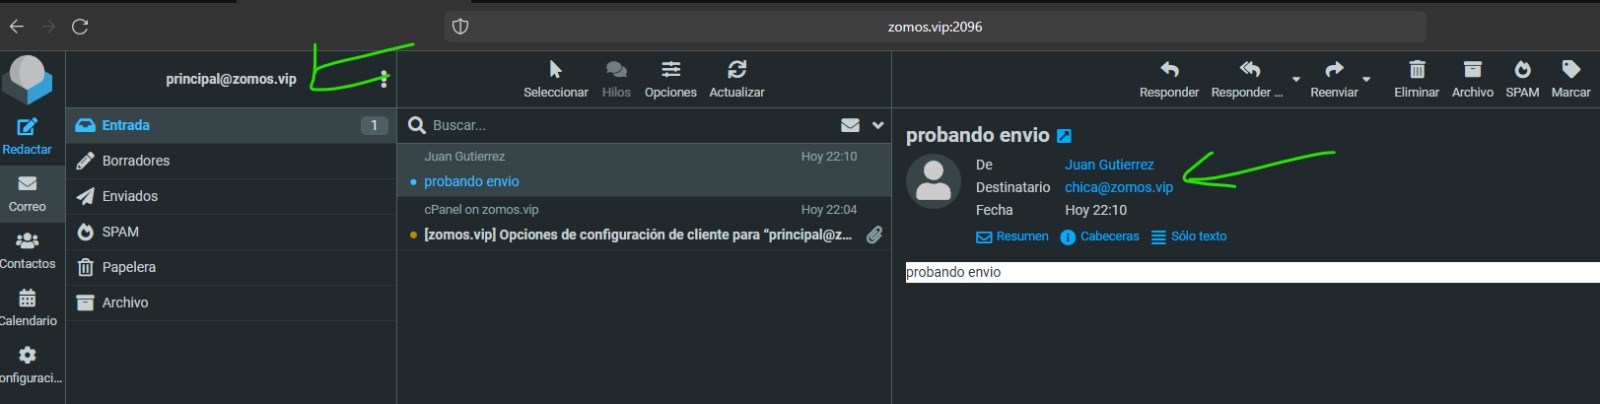 zomos.vip:2096
principal@zomos.vip
Seleccionar
Hilos
Opciones
Actualizar
Responder
Responder ...
Reenviar
Eliminar
Archivo
SPAM
Marcar
Redactar
Correo
Contactos
Calendario
onfiguraci...
Entrada 1
Borradores
Enviados
SPAM
Papelera
Archivo
Buscar...
Juan Gutierrez Hoy 22:10
probando envio
cPanel on zomos.vip Hoy 22:04
[zomos.vip] Opciones de configuración de cliente para “principal@z...
probando envio
De Juan Gutierrez
Destinatario chica@zomos.vip
Fecha Hoy 22:10
Resumen Cabeceras Sólo texto
probando envio